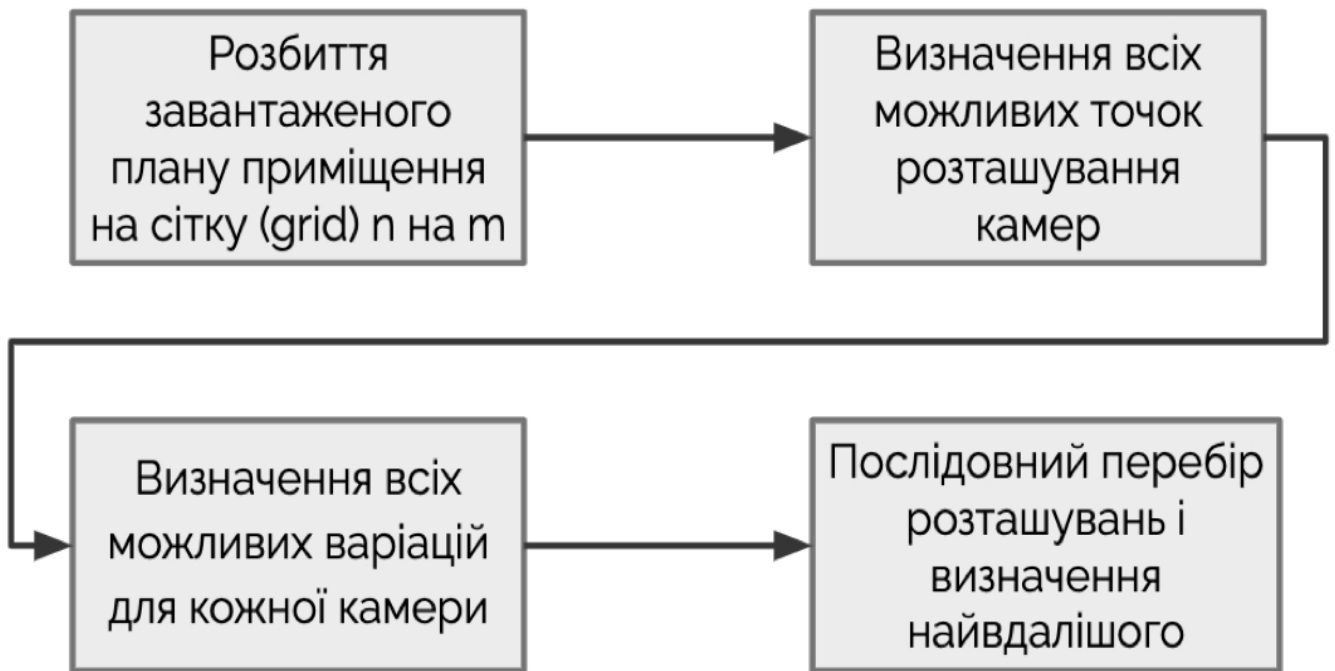 Розбиття
завантаженого
плану приміщення
на сітку (grid) n на m
Визначення всіх
можливих точок
розташування
камер
Визначення всіх
можливих варіацій
для кожної камери
Послідовний перебір
розташувань і
визначення
найвдалішого